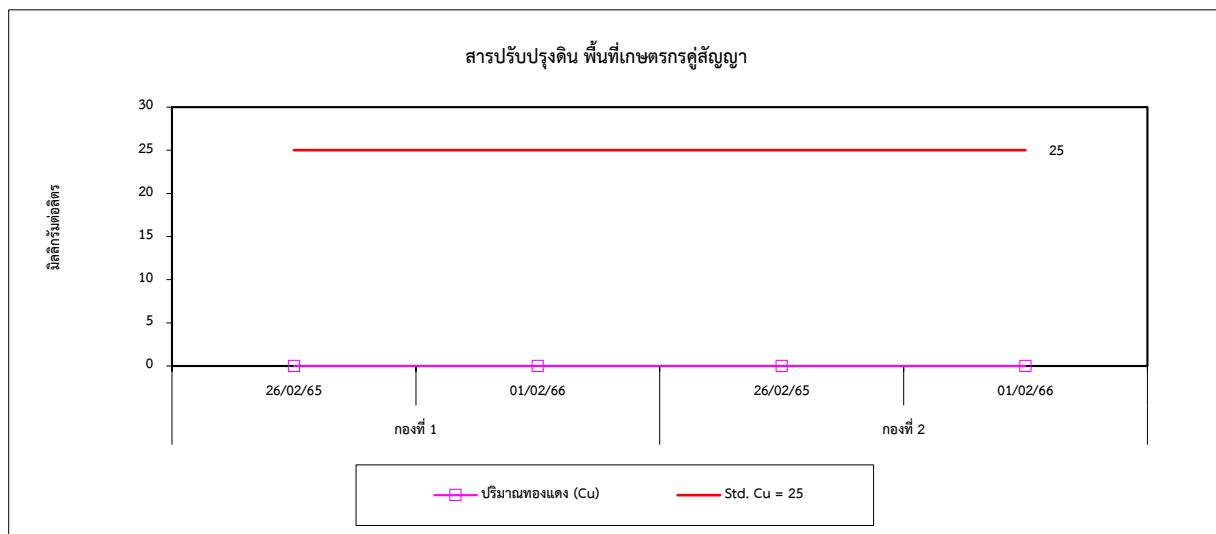 สารปรับปรุงดิน พื้นที่เกษตรกรคู่สัญญา
มิลลิกรัมต่อลิตร
30
25
20
15
10
5
0
25
26/02/65 01/02/66 26/02/65 01/02/66
กองที่ 1 กองที่ 2
ปริมาณทองแดง (Cu) Std. Cu = 25